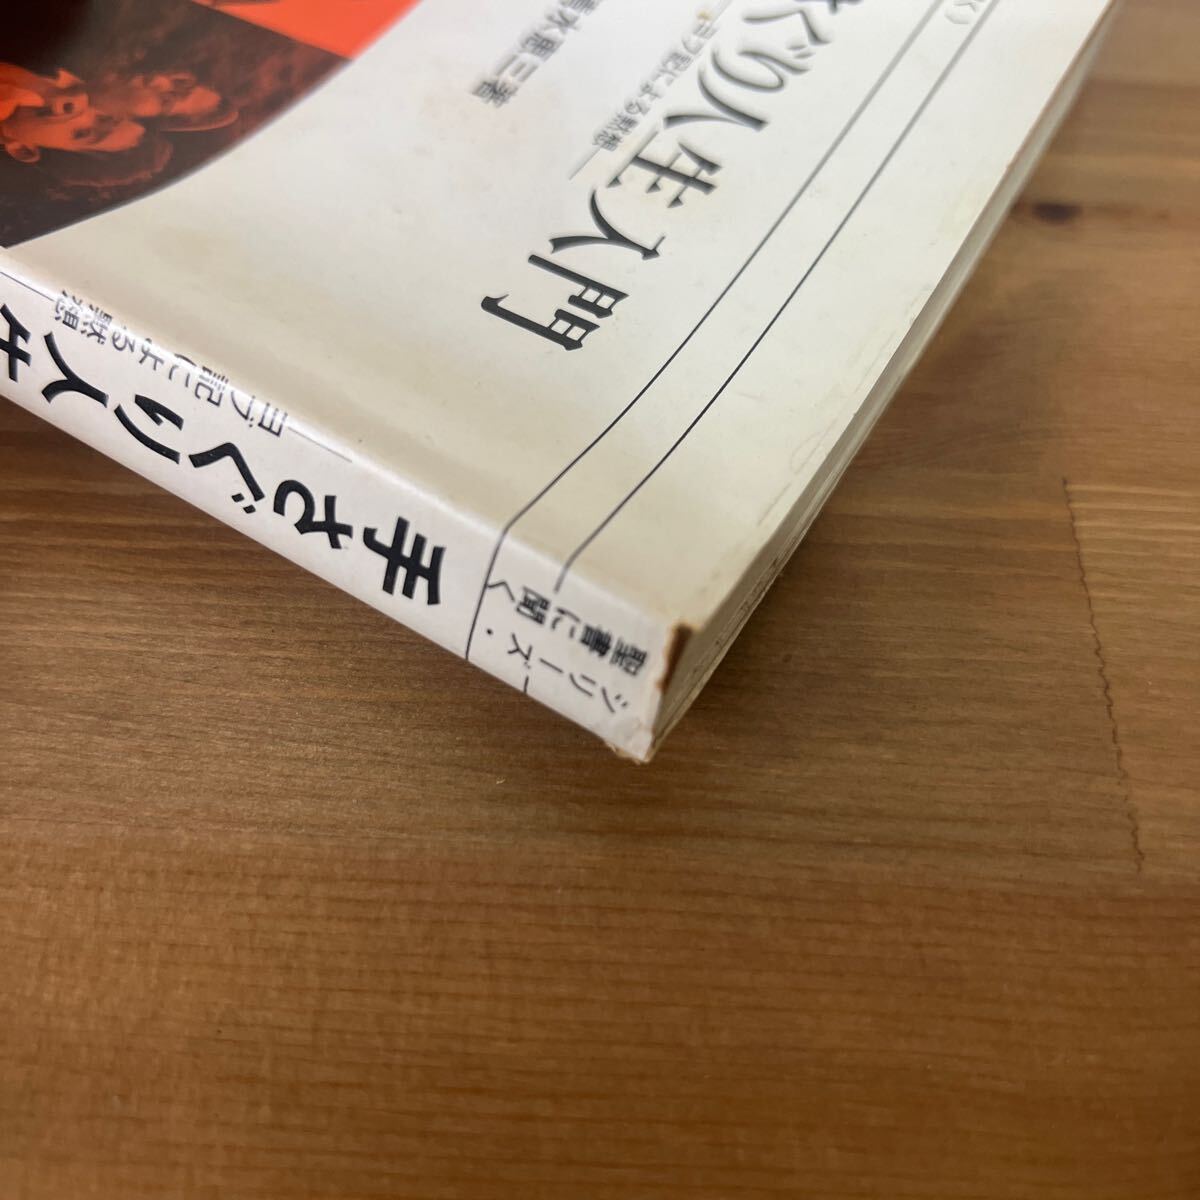 く）
ぐり人生入門
―ヨブ記による黙想―
水恵三著
シリーズ・
聖書に聞く
手さぐり人生
―ヨブ記による黙想―